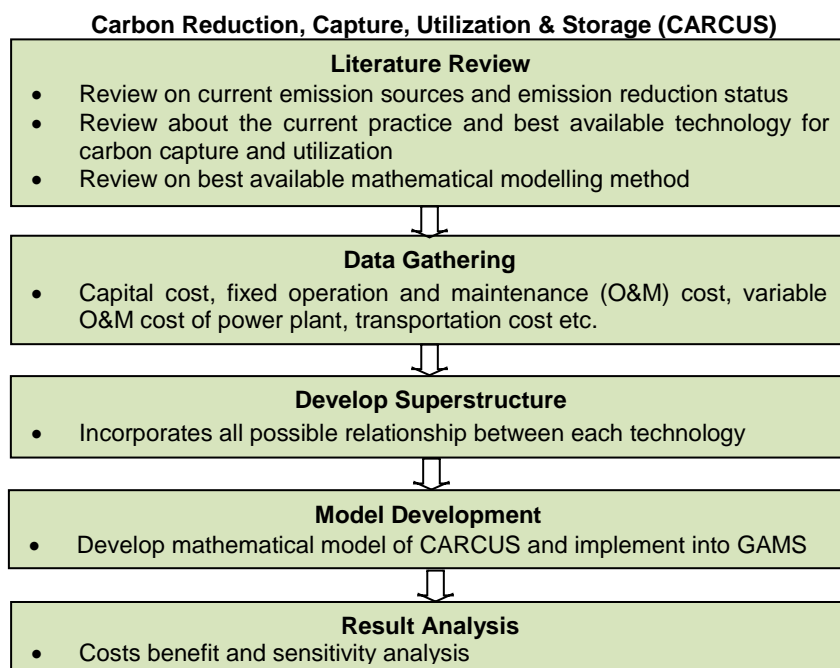 Carbon Reduction, Capture, Utilization & Storage (CARCUS)
Literature Review
• Review on current emission sources and emission reduction status
• Review about the current practice and best available technology for
carbon capture and utilization
• Review on best available mathematical modelling method
Data Gathering
• Capital cost, fixed operation and maintenance (O&M) cost, variable
O&M cost of power plant, transportation cost etc.
Develop Superstructure
• Incorporates all possible relationship between each technology
Model Development
• Develop mathematical model of CARCUS and implement into GAMS
Result Analysis
• Costs benefit and sensitivity analysis